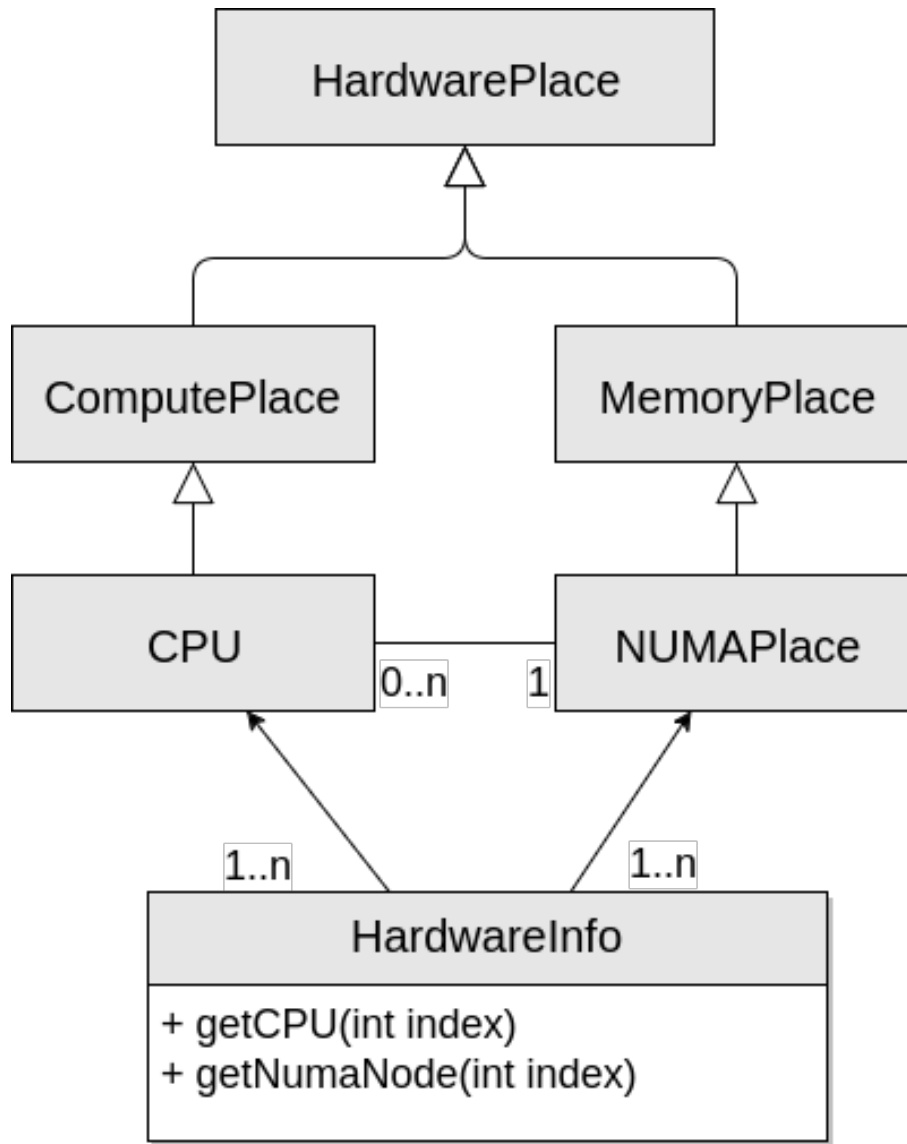 HardwarePlace
ComputePlace
MemoryPlace
CPU
NUMAPlace
0..n
1
1..n
1..n
HardwareInfo
+ getCPU(int index)
+ getNumaNode(int index)